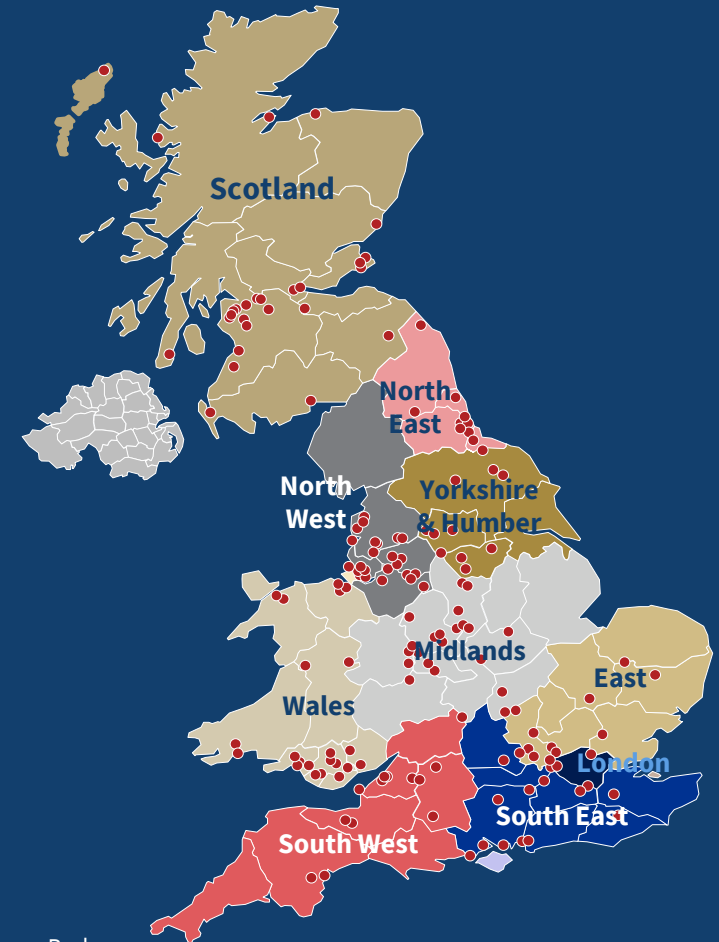 Scotland
North
East
North
West
Yorkshire
& Humber
Midlands
East
Wales
London
South East
South West